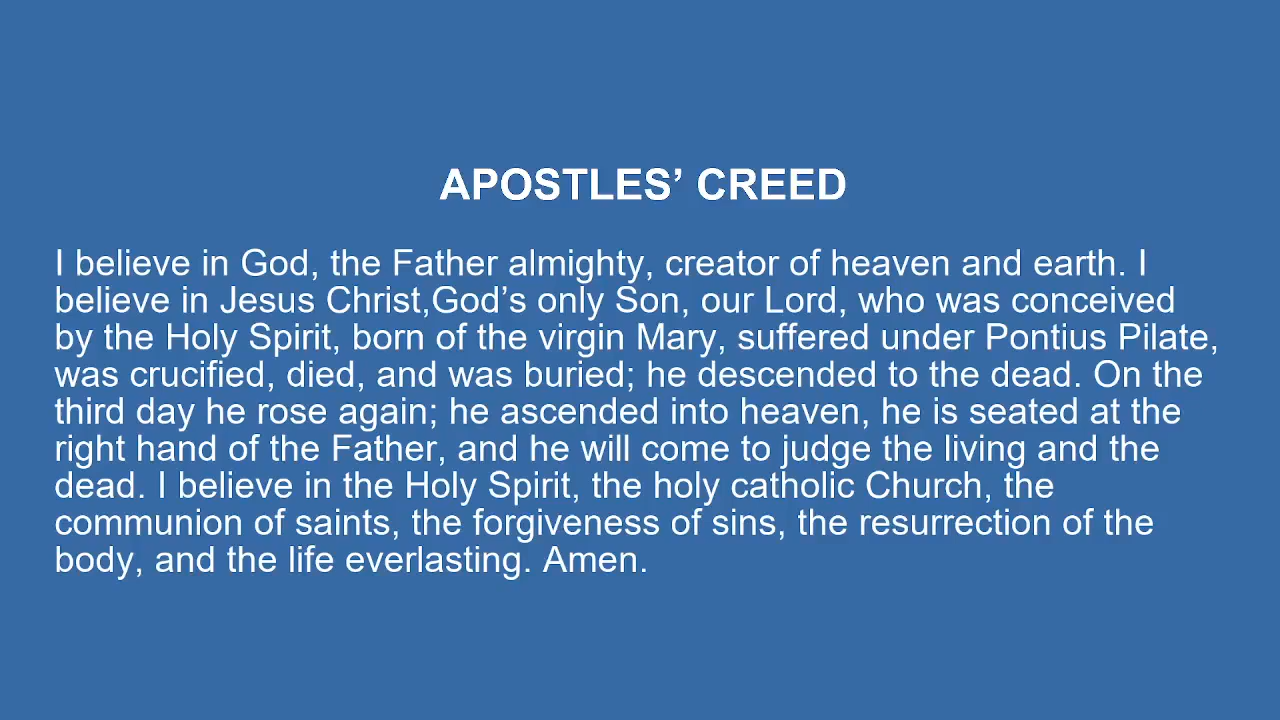 APOSTLES’ CREED
I believe in God, the Father almighty, creator of heaven and earth. I
believe in Jesus Christ,God’s only Son, our Lord, who was conceived
by the Holy Spirit, born of the virgin Mary, suffered under Pontius Pilate,
was crucified, died, and was buried; he descended to the dead. On the
third day he rose again; he ascended into heaven, he is seated at the
right hand of the Father, and he will come to judge the living and the
dead. I believe in the Holy Spirit, the holy catholic Church, the
communion of saints, the forgiveness of sins, the resurrection of the
body, and the life everlasting. Amen.